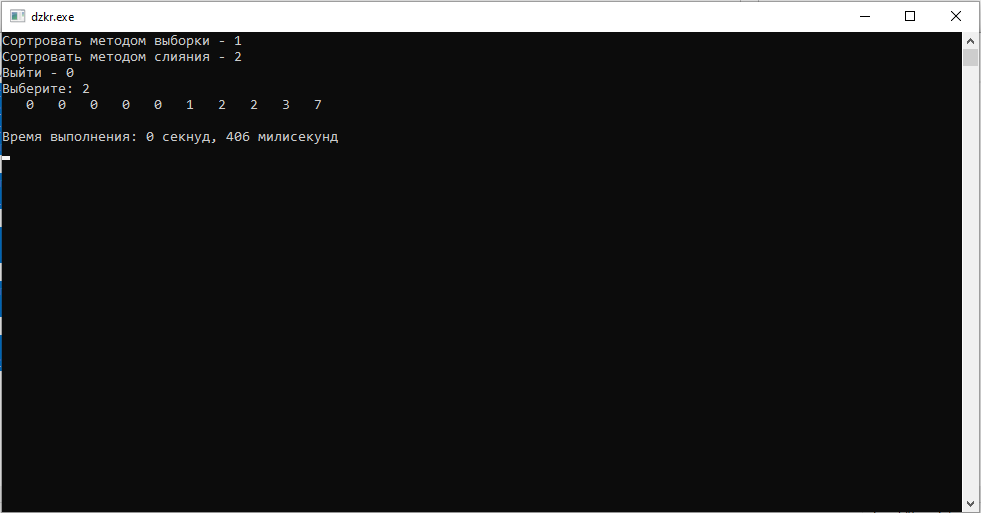 dzkr.exe
Сортровать методом выборки - 1
Сортровать методом слияния - 2
Выйти - 0
Выберите: 2
0 0 0 0 0 1 2 2 3 7
Время выполнения: 0 секнуд, 406 милисекунд